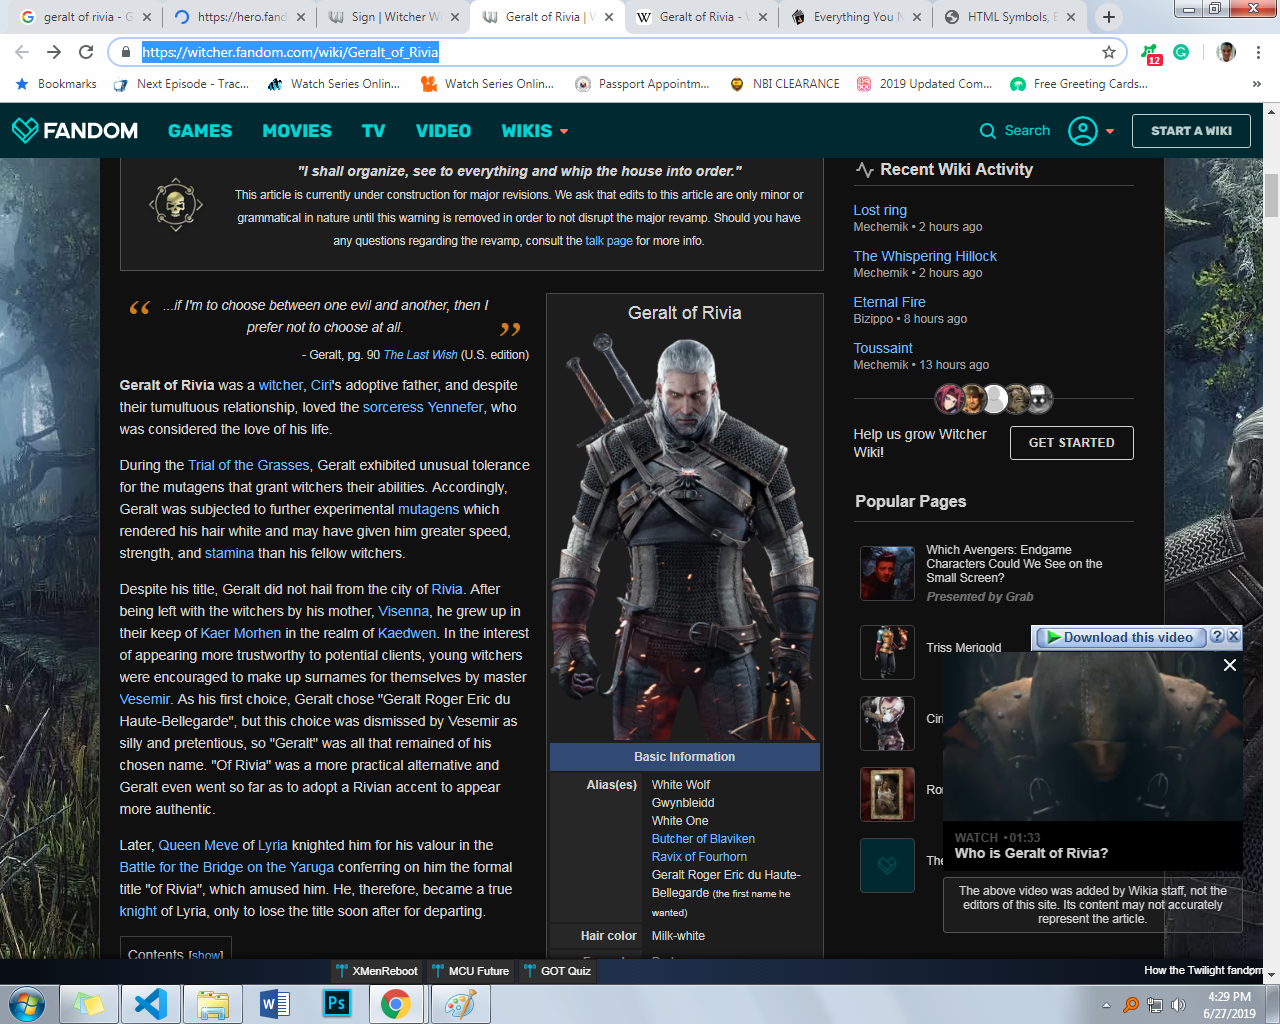 geralt of rivia - G
https://hero.fand
Sign | Witcher W
Geralt of Rivia | W
Geralt of Rivia -
Everything You N
HTML Symbols, E
https://witcher.fandom.com/wiki/Geralt_of_Rivia
12
Bookmarks
Next Episode - Trac...
Watch Series Onlin...
Watch Series Onlin...
Passport Appointm...
NBI CLEARANCE
2019 Updated Com...
Free Greeting Cards...
»
FANDOM
GAMES
MOVIES
TV
VIDEO
WIKIS
Search
START A WIKI
"I shall organize, see to everything and whip the house into order."
This article is currently under construction for major revisions. We ask that edits to this article are only minor or
grammatical in nature until this warning is removed in order to not disrupt the major revamp. Should you have
any questions regarding the revamp, consult the talk page for more info.
“ ...if I'm to choose between one evil and another, then I
prefer not to choose at all. ”
- Geralt, pg. 90 The Last Wish (U.S. edition)
Geralt of Rivia was a witcher, Ciri's adoptive father, and despite
their tumultuous relationship, loved the sorceress Yennefer, who
was considered the love of his life.
During the Trial of the Grasses, Geralt exhibited unusual tolerance
for the mutagens that grant witchers their abilities. Accordingly,
Geralt was subjected to further experimental mutagens which
rendered his hair white and may have given him greater speed,
strength, and stamina than his fellow witchers.
Despite his title, Geralt did not hail from the city of Rivia. After
being left with the witchers by his mother, Visenna, he grew up in
their keep of Kaer Morhen in the realm of Kaedwen. In the interest
of appearing more trustworthy to potential clients, young witchers
were encouraged to make up surnames for themselves by master
Vesemir. As his first choice, Geralt chose "Geralt Roger Eric du
Haute-Bellegarde", but this choice was dismissed by Vesemir as
silly and pretentious, so "Geralt" was all that remained of his
chosen name. "Of Rivia" was a more practical alternative and
Geralt even went so far as to adopt a Rivian accent to appear
more authentic.
Later, Queen Meve of Lyria knighted him for his valour in the
Battle for the Bridge on the Yaruga conferring on him the formal
title "of Rivia", which amused him. He, therefore, became a true
knight of Lyria, only to lose the title soon after for departing.
Contents [show]
Geralt of Rivia
Basic Information
Alias(es)
White Wolf
Gwynbleidd
White One
Butcher of Blaviken
Ravix of Fourhorn
Geralt Roger Eric du Haute-
Bellegarde (the first name he
wanted)
Hair color
Milk-white
Recent Wiki Activity
Lost ring
Mechemik • 2 hours ago
The Whispering Hillock
Mechemik • 2 hours ago
Eternal Fire
Bizippo • 8 hours ago
Toussaint
Mechemik • 13 hours ago
Help us grow Witcher
Wiki!
GET STARTED
Popular Pages
Which Avengers: Endgame
Characters Could We See on the
Small Screen?
Presented by Grab
Triss Merigold
Ciri
Ro
The
Download this video
?
X
WATCH • 01:33
Who is Geralt of Rivia?
The above video was added by Wikia staff, not the
editors of this site. Its content may not accurately
represent the article.
XMenReboot
MCU Future
GOT Quiz
How the Twilight fandom
Ps
4:29 PM
6/27/2019